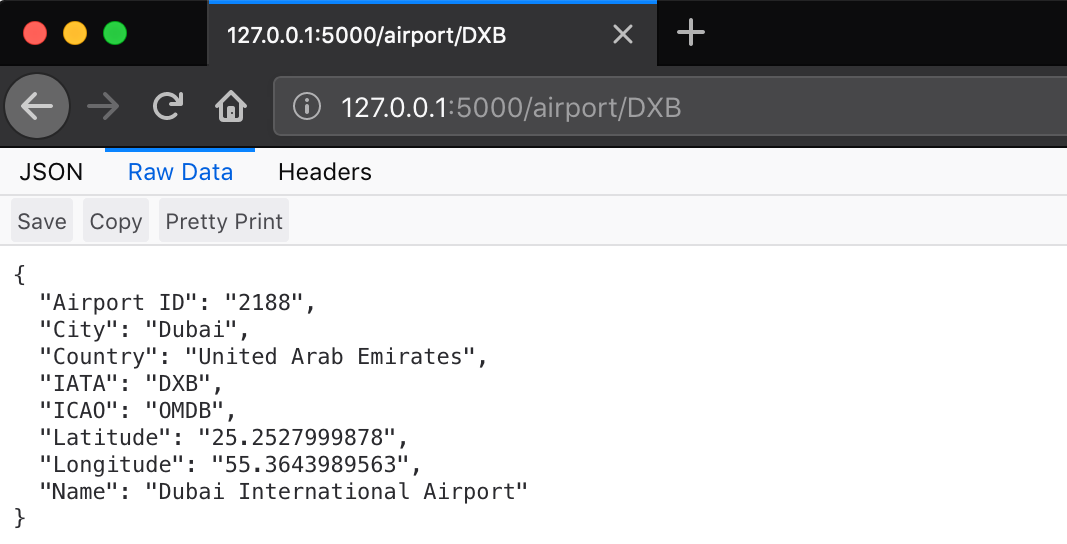 127.0.0.1:5000/airport/DXB
127.0.0.1:5000/airport/DXB
JSON Raw Data Headers
Save Copy Pretty Print
{
  "Airport ID": "2188",
  "City": "Dubai",
  "Country": "United Arab Emirates",
  "IATA": "DXB",
  "ICAO": "OMDB",
  "Latitude": "25.2527999878",
  "Longitude": "55.3643989563",
  "Name": "Dubai International Airport"
}